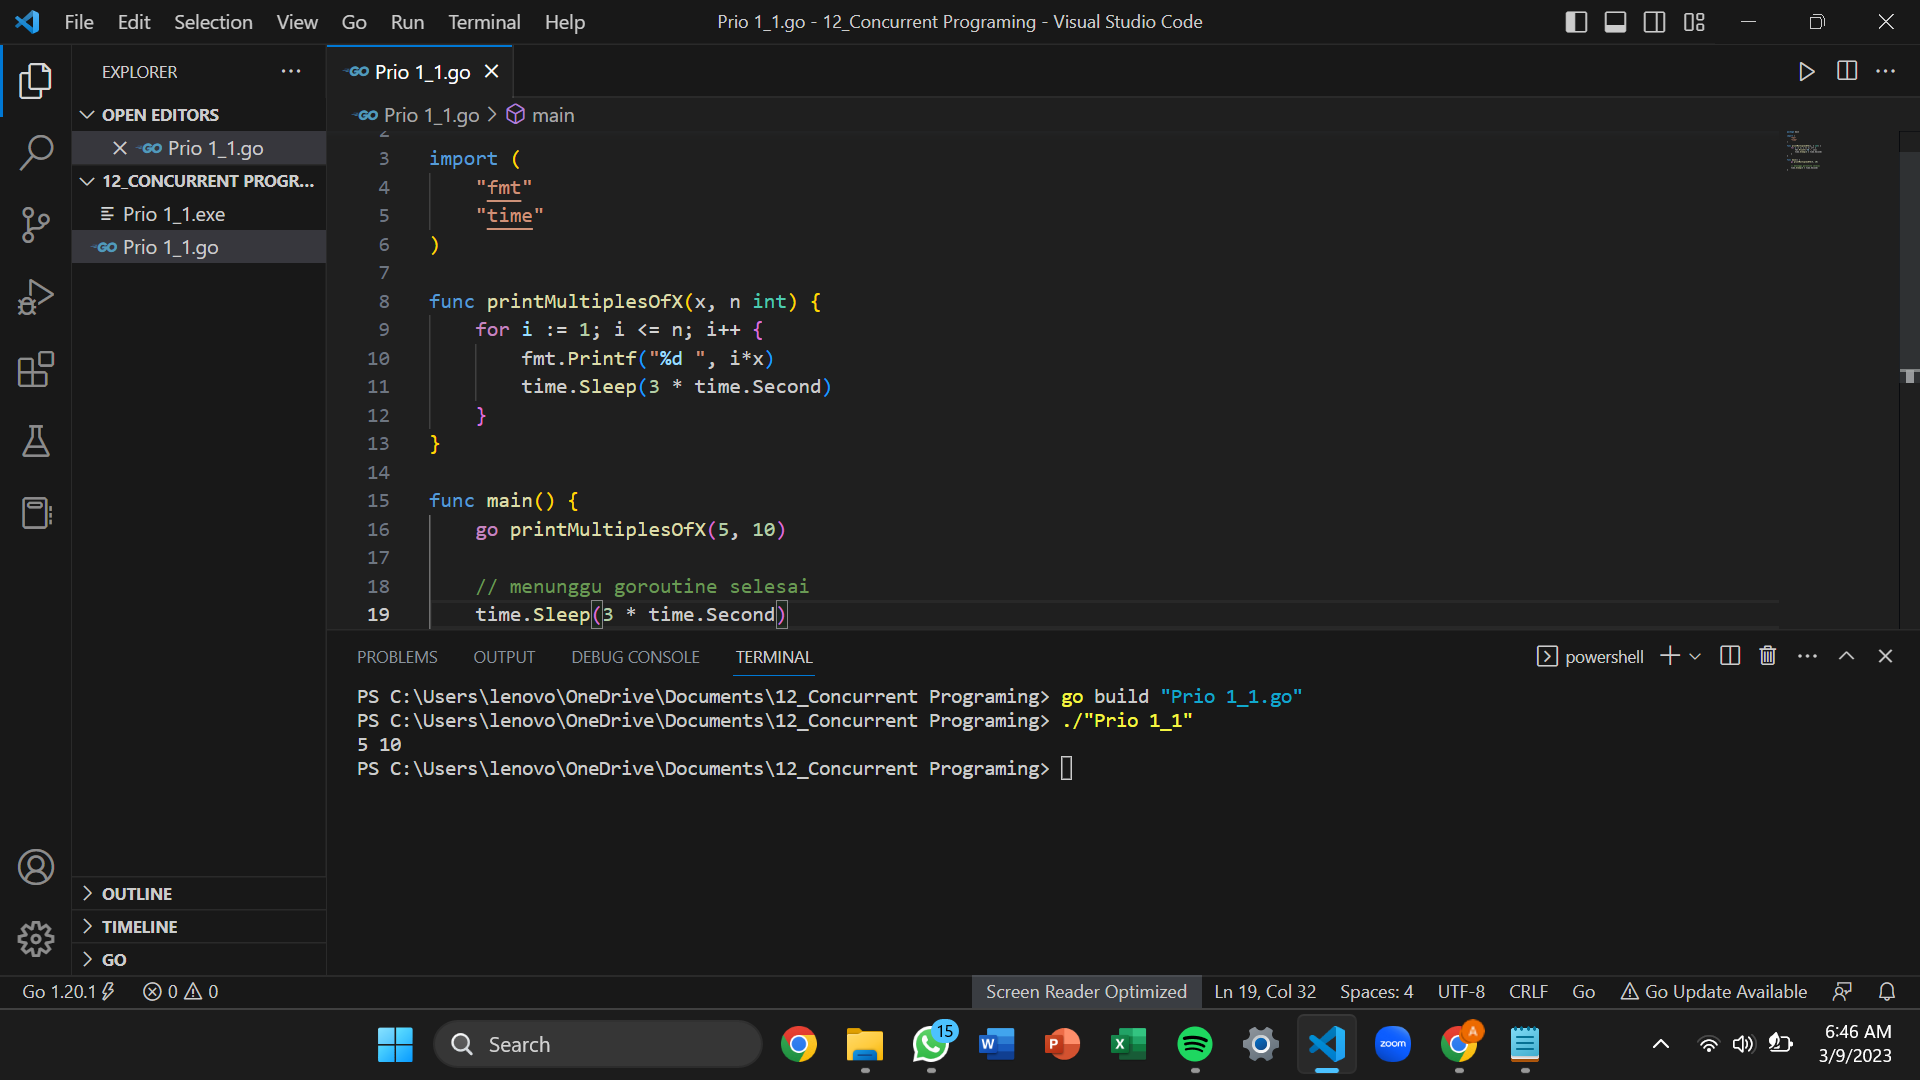 File Edit Selection View Go Run Terminal Help
Prio 1_1.go - 12_Concurrent Programing - Visual Studio Code
EXPLORER
OPEN EDITORS
GO Prio 1_1.go
12_CONCURRENT PROGR...
Prio 1_1.exe
GO Prio 1_1.go
OUTLINE
TIMELINE
GO
GO Prio 1_1.go
GO Prio 1_1.go > main
2
3 import (
4 "fmt"
5 "time"
6 )
7
8 func printMultiplesOfX(x, n int) {
9 for i := 1; i <= n; i++ {
10 fmt.Printf("%d ", i*x)
11 time.Sleep(3 * time.Second)
12 }
13 }
14
15 func main() {
16 go printMultiplesOfX(5, 10)
17
18 // menunggu goroutine selesai
19 time.Sleep(3 * time.Second)
PROBLEMS OUTPUT DEBUG CONSOLE TERMINAL
powershell
PS C:\Users\lenovo\OneDrive\Documents\12_Concurrent Programing> go build "Prio 1_1.go"
PS C:\Users\lenovo\OneDrive\Documents\12_Concurrent Programing> ./"Prio 1_1"
5 10
PS C:\Users\lenovo\OneDrive\Documents\12_Concurrent Programing>
Go 1.20.1 0 0
Screen Reader Optimized Ln 19, Col 32 Spaces: 4 UTF-8 CRLF Go Go Update Available
Search
15
W
P
X
zoom
A
6:46 AM
3/9/2023